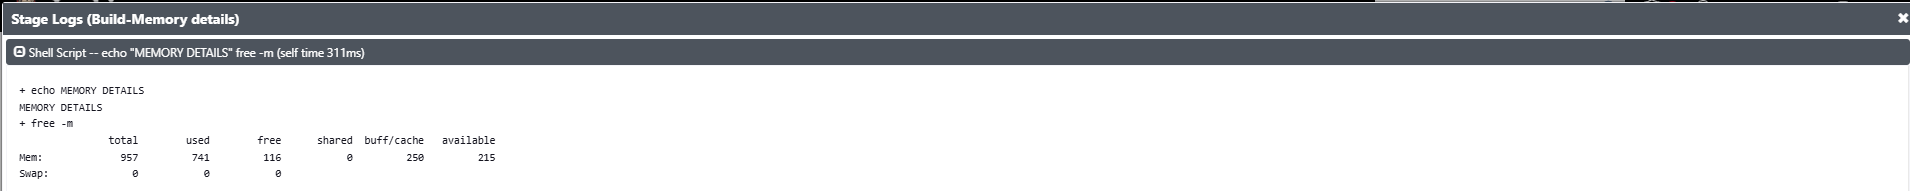 Stage Logs (Build-Memory details)
Shell Script -- echo "MEMORY DETAILS" free -m (self time 311ms)
+ echo MEMORY DETAILS
MEMORY DETAILS
+ free -m
total used free shared buff/cache available
Mem: 957 741 116 0 250 215
Swap: 0 0 0